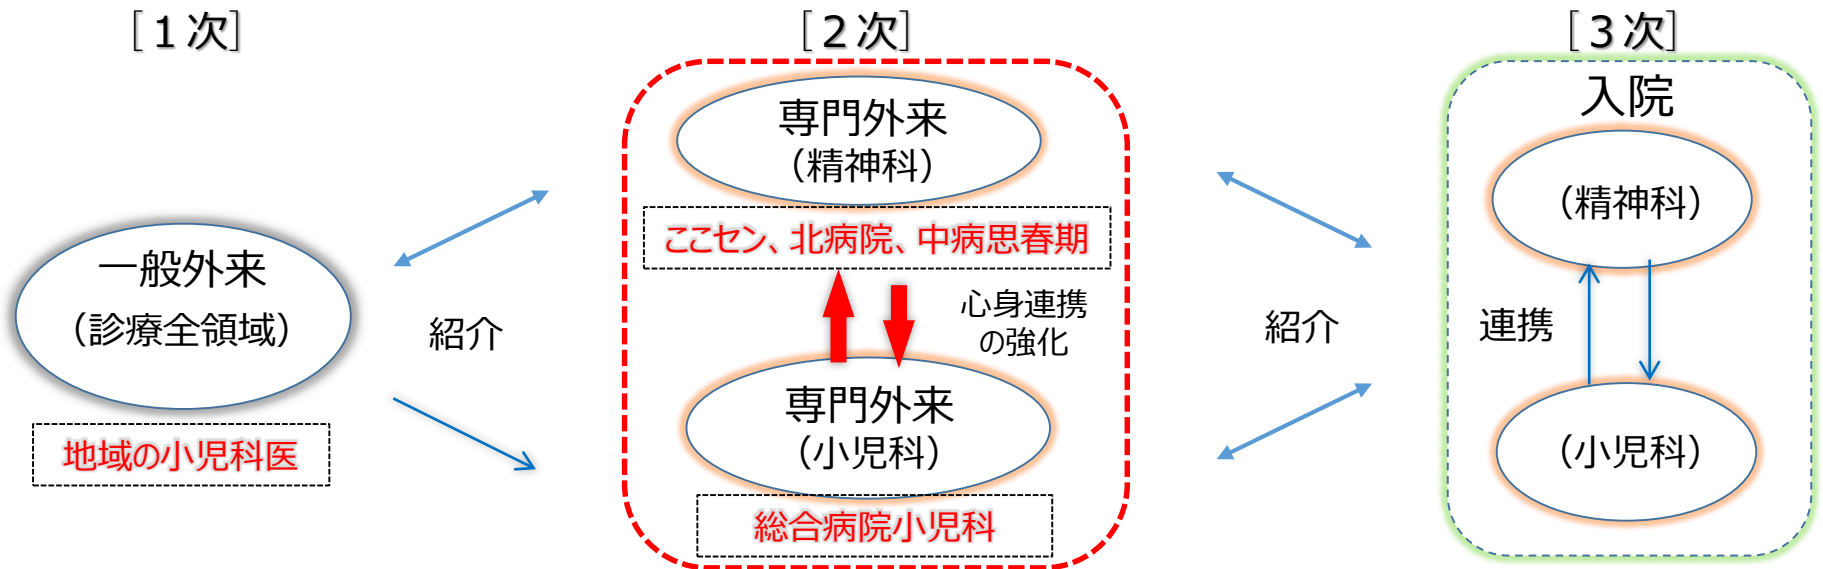 ［１次］
一般外来
（診療全領域）
地域の小児科医
紹介
［２次］
専門外来
（精神科）
ここセン、北病院、中病思春期
心身連携
の強化
専門外来
（小児科）
総合病院小児科
紹介
［３次］
入院
（精神科）
連携
（小児科）